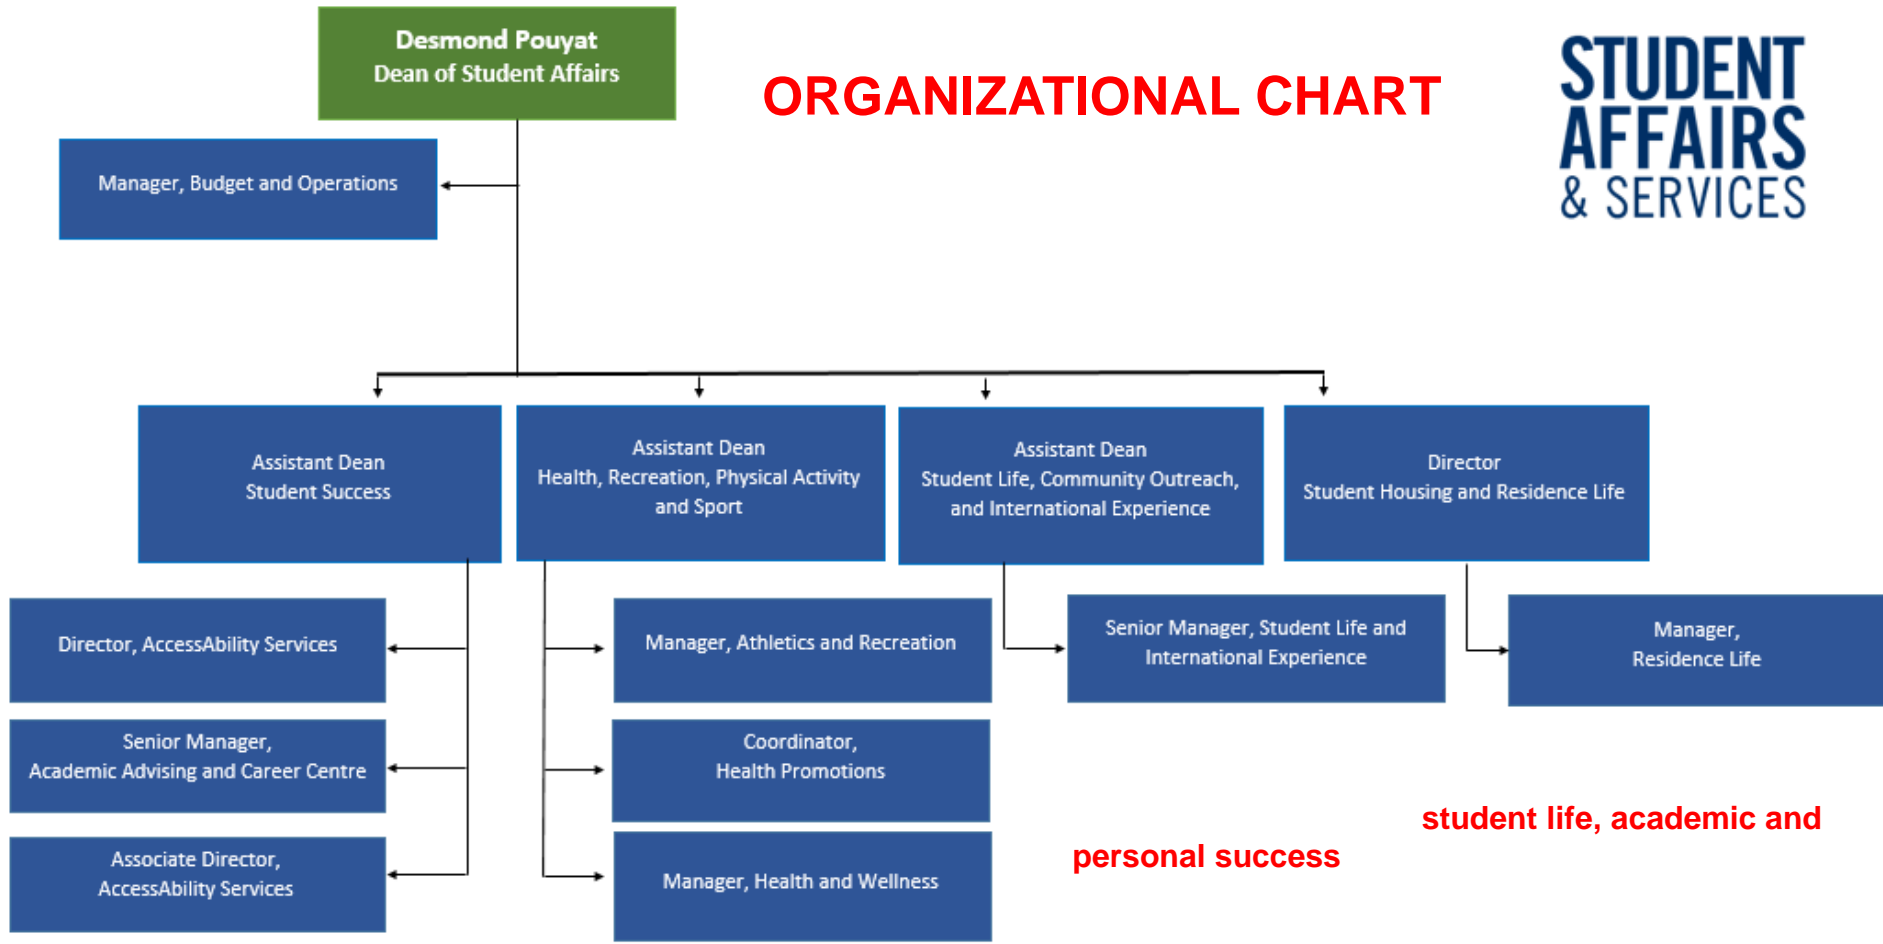 Desmond Pouyat
Dean of Student Affairs
ORGANIZATIONAL CHART
STUDENT
AFFAIRS
& SERVICES
Manager, Budget and Operations
Assistant Dean
Student Success
Assistant Dean
Health, Recreation, Physical Activity
and Sport
Assistant Dean
Student Life, Community Outreach,
and International Experience
Director
Student Housing and Residence Life
Director, AccessAbility Services
Manager, Athletics and Recreation
Senior Manager, Student Life and
International Experience
Manager,
Residence Life
Senior Manager,
Academic Advising and Career Centre
Coordinator,
Health Promotions
Associate Director,
AccessAbility Services
Manager, Health and Wellness
student life, academic and
personal success